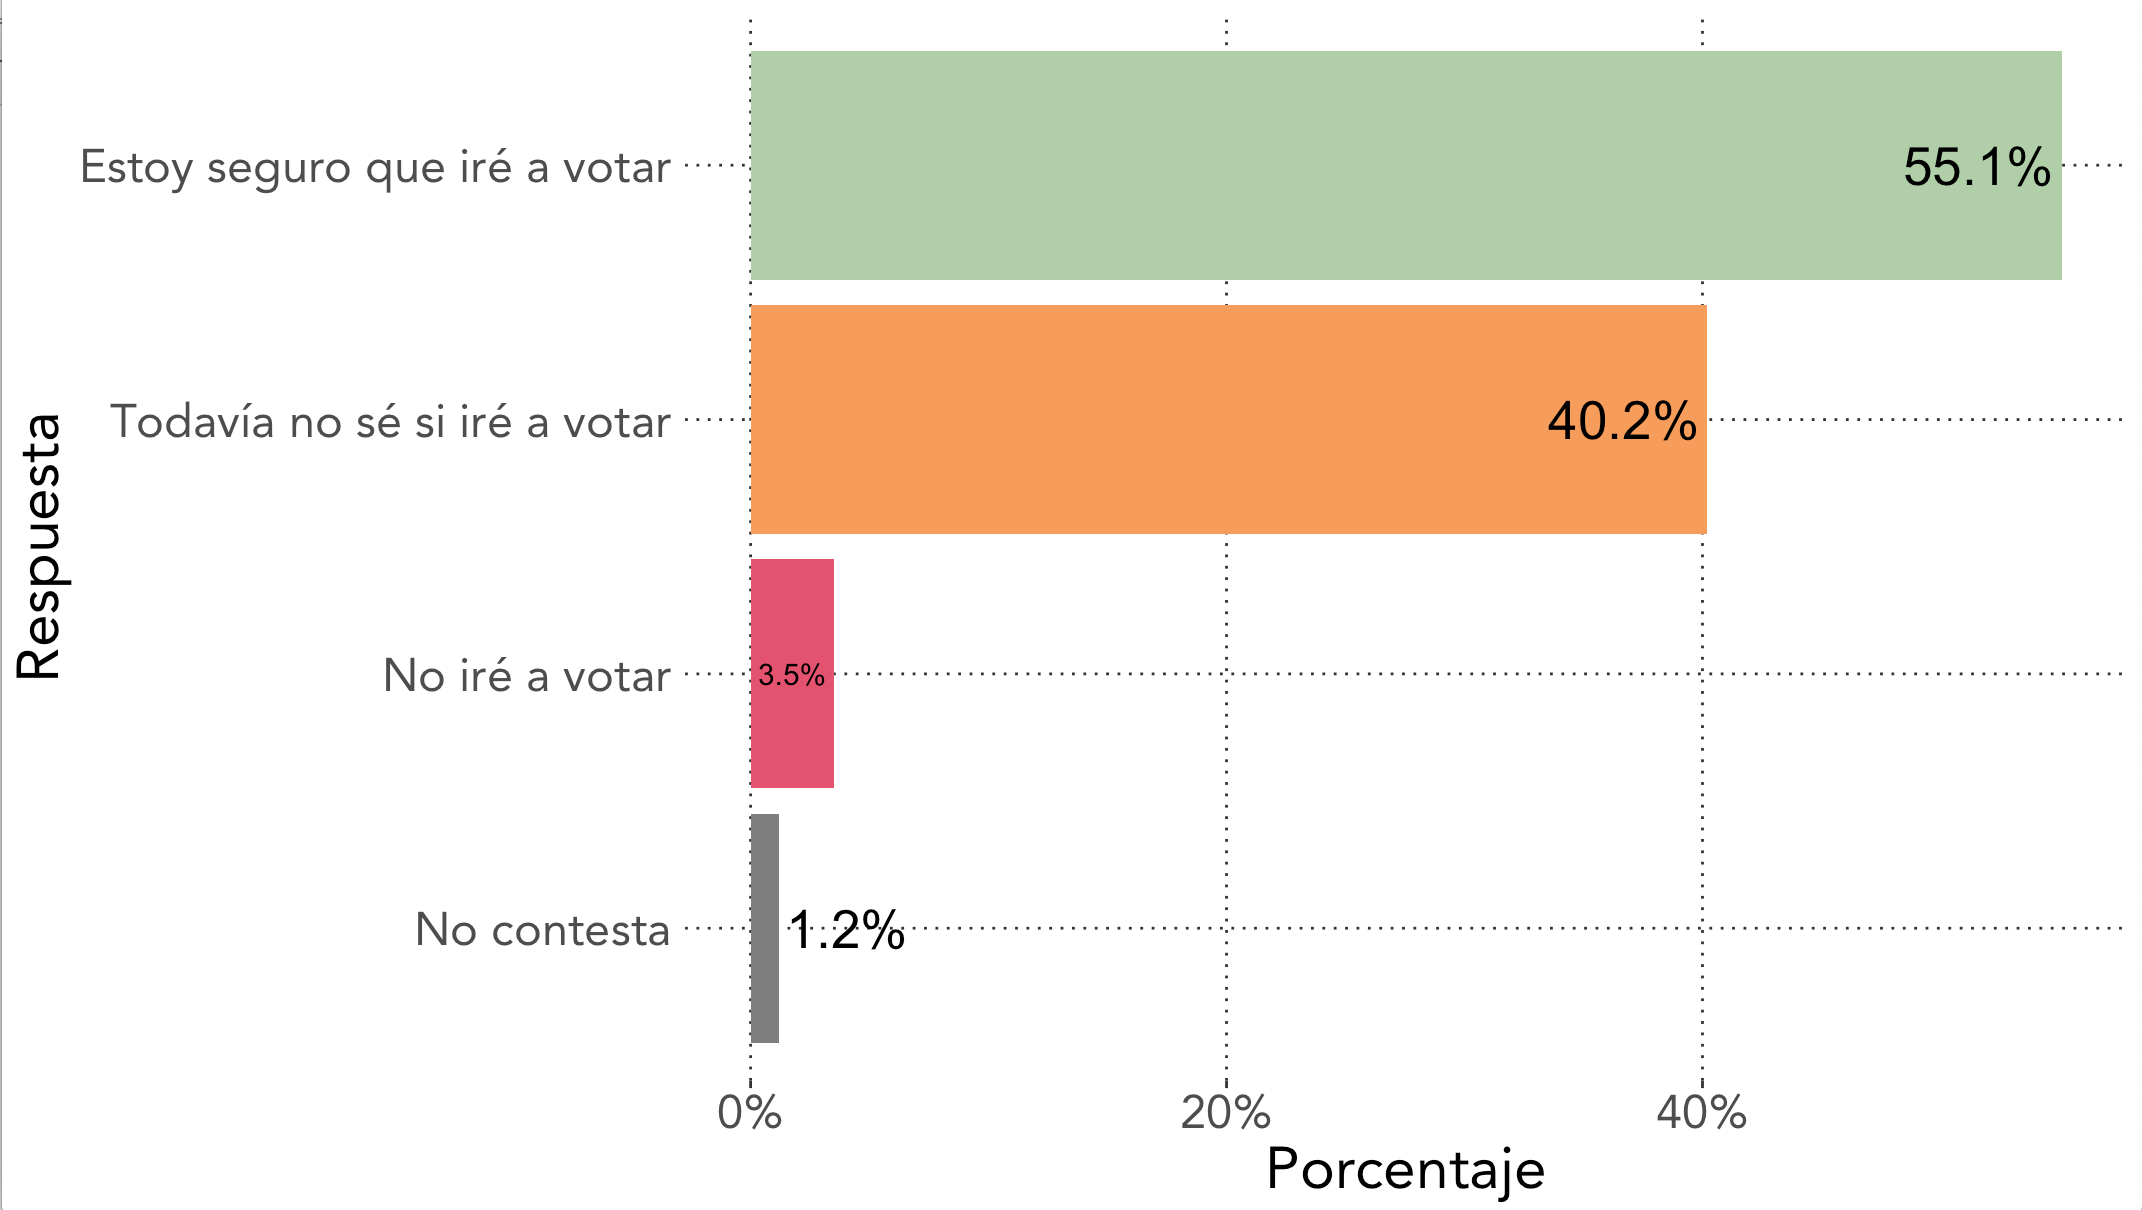 Estoy seguro que iré a votar
55.1%
Todavía no sé si iré a votar
40.2%
No iré a votar
3.5%
No contesta
1.2%
Respuesta
0%
20%
40%
Porcentaje